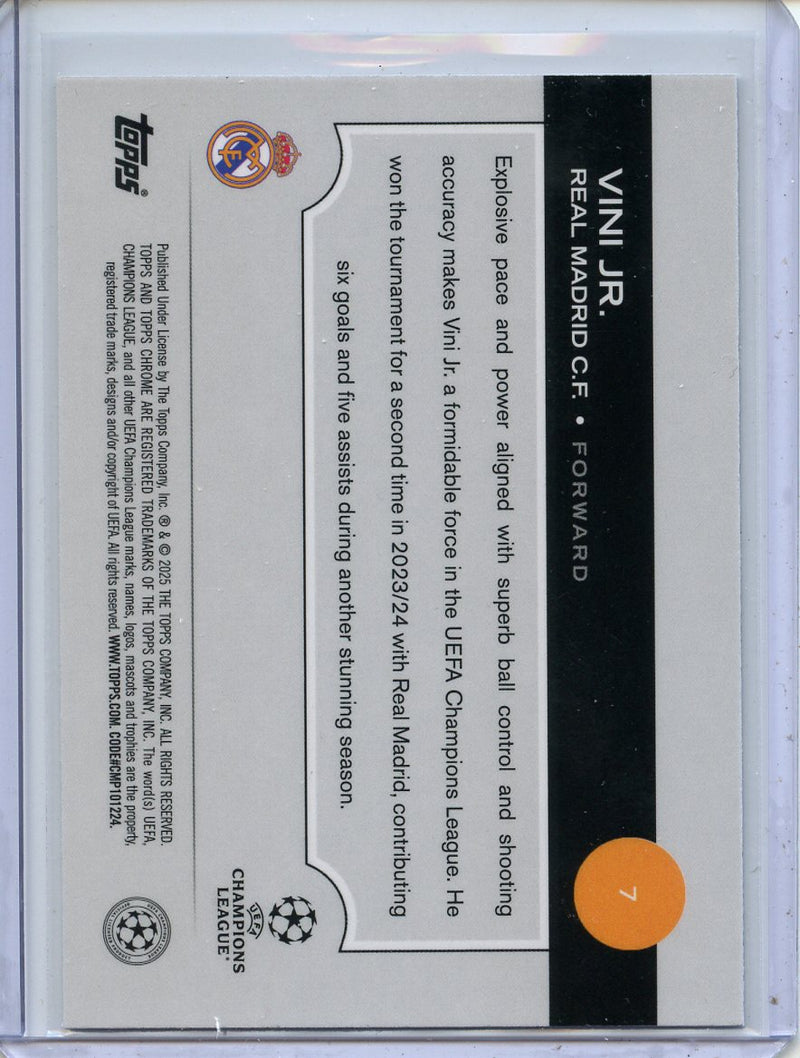 VINI JR.
REAL MADRID C.F. • FORWARD
7
Explosive pace and power aligned with superb ball control and shooting
accuracy makes Vini Jr. a formidable force in the UEFA Champions League. He
won the tournament for a second time in 2023/24 with Real Madrid, contributing
six goals and five assists during another stunning season.
UEFA
CHAMPIONS
LEAGUE®
topps®
Published Under License by The Topps Company, Inc. ® & © 2025 THE TOPPS COMPANY, INC. ALL RIGHTS RESERVED.
TOPPS AND TOPPS CHROME ARE REGISTERED TRADEMARKS OF THE TOPPS COMPANY, INC. The word(s) UEFA,
CHAMPIONS LEAGUE, and all other UEFA Champions League marks, names, logos, mascots and trophies are the property,
registered trade marks, designs and/or copyright of UEFA. All rights reserved. WWW.TOPPS.COM. CODE#CMP101224.